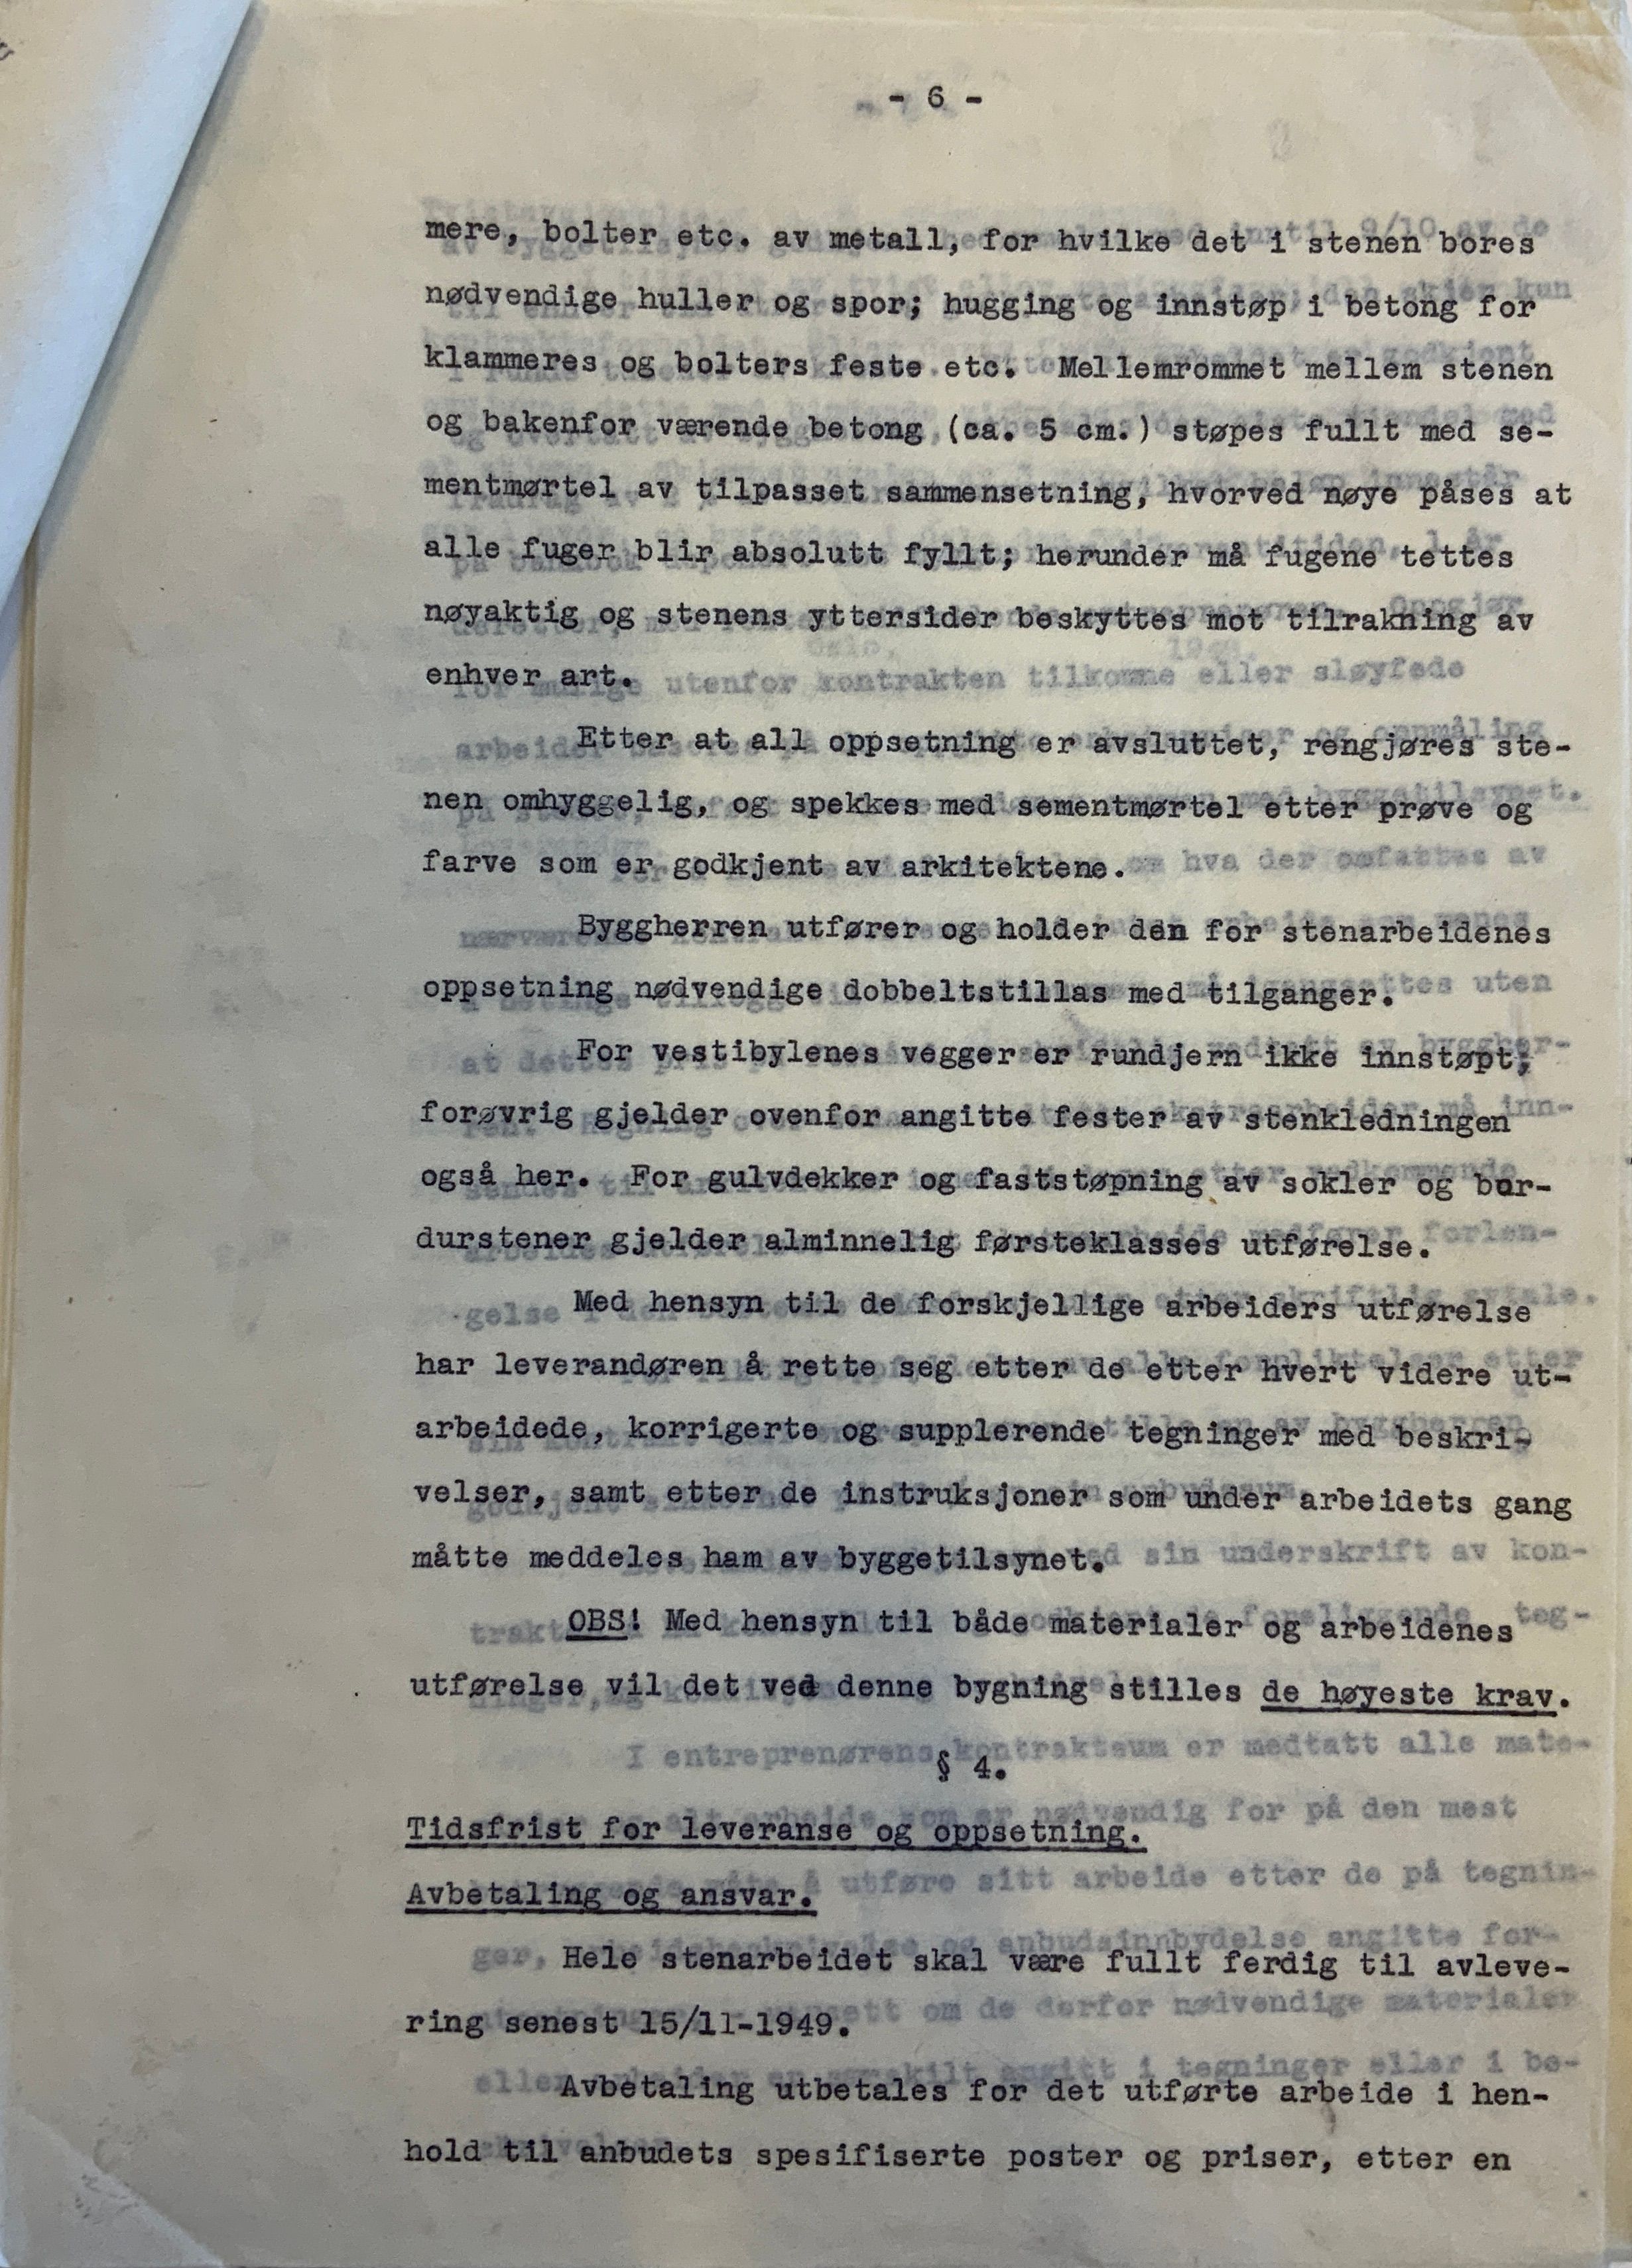 - 6 -
mere, bolter etc. av metall, for hvilke det i stenen bores
nødvendige huller og spor; hugging og innstøp i betong for
klammeres og bolters feste etc. Mellemrommet mellem stenen
og bakenfor værende betong (ca. 5 cm.) støpes fullt med se-
mentmørtel av tilpasset sammensetning, hvorved nøye påses at
alle fuger blir absolutt fyllt; herunder må fugene tettes
nøyaktig og stenens yttersider beskyttes mot tilrakning av
enhver art.
Etter at all oppsetning er avsluttet, rengjøres ste-
nen omhyggelig, og spekkes med sementmørtel etter prøve og
farve som er godkjent av arkitektene.
Byggherren utfører og holder den for stenarbeidenes
oppsetning nødvendige dobbeltstillas med tilganger.
For vestibylenes vegger er rundjern ikke innstøpt;
forøvrig gjelder ovenfor angitte fester av stenkledningen
også her. For gulvdekker og faststøpning av sokler og bor-
durstener gjelder alminnelig førsteklasses utførelse.
Med hensyn til de forskjellige arbeiders utførelse
har leverandøren å rette seg etter de etter hvert videre ut-
arbeidede, korrigerte og supplerende tegninger med beskri-
velser, samt etter de instruksjoner som under arbeidets gang
måtte meddeles ham av byggetilsynet.
OBS! Med hensyn til både materialer og arbeidenes
utførelse vil det ved denne bygning stilles de høyeste krav.
§ 4.
Tidsfrist for leveranse og oppsetning.
Avbetaling og ansvar.
Hele stenarbeidet skal være fullt ferdig til avleve-
ring senest 15/11-1949.
Avbetaling utbetales for det utførte arbeide i hen-
hold til anbudets spesifiserte poster og priser, etter en